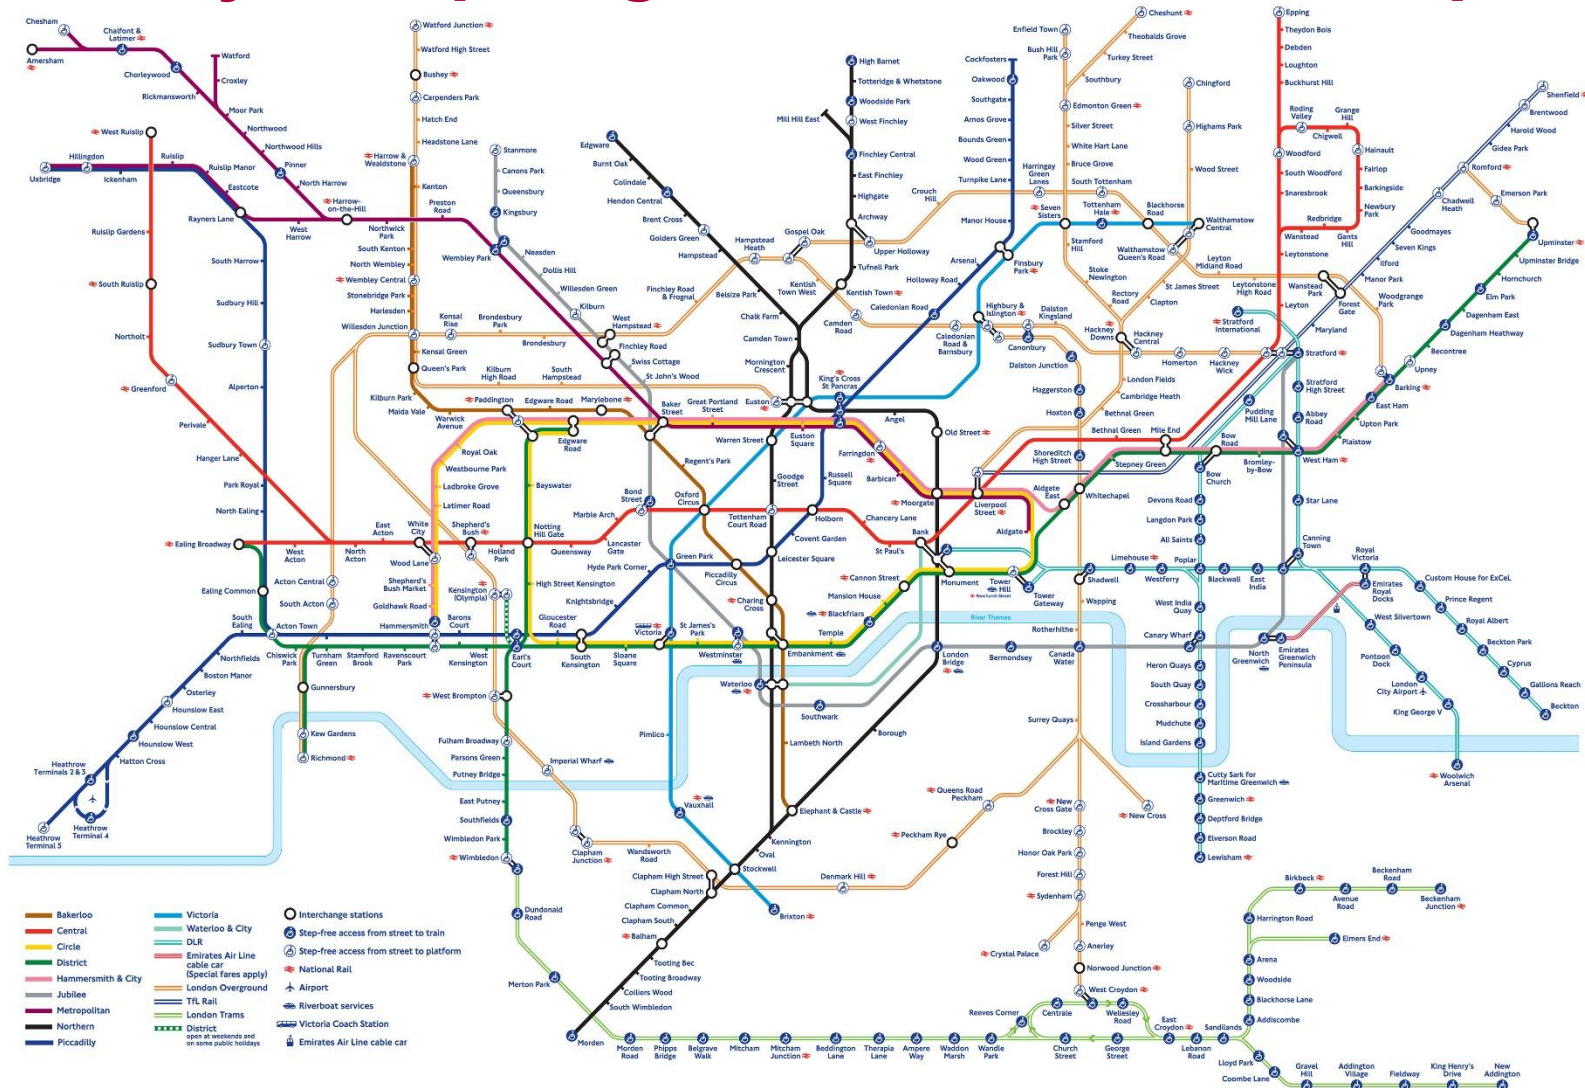 Chesham
Chalfont &
Latimer
Amersham
Chorleywood
Rickmansworth
Watford
Croxley
Moor Park
Northwood
Northwood Hills
Pinner
North Harrow
Harrow-
on-the-Hill
Northwick
Park
Preston
Road
Wembley Park
West Ruislip
Ruislip Gardens
South Ruislip
Northolt
Greenford
Perivale
Hanger Lane
Hillingdon
Uxbridge
Ickenham
Ruislip
Ruislip Manor
Eastcote
Rayners Lane
West
Harrow
South Harrow
Sudbury Hill
Sudbury Town
Alperton
Park Royal
North Ealing
Ealing Broadway
Ealing Common
West
Acton
North
Acton
East
Acton
White
City
Shepherd's
Bush
Holland
Park
Notting
Hill Gate
Queensway
Lancaster
Gate
Marble Arch
Bond
Street
Oxford
Circus
Tottenham
Court Road
Holborn
Chancery Lane
St Paul's
Bank
Watford Junction
Watford High Street
Bushey
Carpenders Park
Hatch End
Headstone Lane
Harrow &
Wealdstone
Kenton
South Kenton
North Wembley
Wembley Central
Stonebridge Park
Harlesden
Willesden Junction
Kensal Green
Queen's Park
Kilburn Park
Maida Vale
Warwick
Avenue
Paddington
Edgware Road
Marylebone
Baker
Street
Regent's Park
Stanmore
Canons Park
Queensbury
Kingsbury
Neasden
Dollis Hill
Willesden Green
Kilburn
West
Hampstead
Finchley Road
Swiss Cottage
St John's Wood
Kensal
Rise
Brondesbury
Park
Brondesbury
Finchley Road
& Frognal
Hampstead
Heath
Gospel Oak
Kentish
Town West
Camden
Road
Caledonian
Road &
Barnsbury
Kilburn
High Road
South
Hampstead
Euston
Edgware
Burnt Oak
Colindale
Hendon Central
Brent Cross
Golders Green
Hampstead
Belsize Park
Chalk Farm
Camden Town
Mornington
Crescent
High Barnet
Totteridge & Whetstone
Woodside Park
West Finchley
Mill Hill East
Finchley Central
East Finchley
Highgate
Archway
Upper Holloway
Tufnell Park
Kentish Town
Crouch
Hill
Cockfosters
Oakwood
Southgate
Arnos Grove
Bounds Green
Wood Green
Turnpike Lane
Manor House
Finsbury
Park
Arsenal
Holloway Road
Caledonian Road
King's Cross
St Pancras
Harringay
Green
Lanes
South Tottenham
Seven
Sisters
Tottenham
Hale
Blackhorse
Road
Walthamstow
Central
Walthamstow
Queen's Road
Leyton
Midland Road
Leytonstone
High Road
Wanstead
Park
Woodgrange
Park
Enfield Town
Bush Hill
Park
Cheshunt
Theobalds Grove
Turkey Street
Southbury
Edmonton Green
Silver Street
White Hart Lane
Bruce Grove
Stamford
Hill
Stoke
Newington
Rectory
Road
Chingford
Highams Park
Wood Street
St James Street
Clapton
Hackney
Downs
Hackney
Central
Homerton
Hackney
Wick
London Fields
Cambridge Heath
Bethnal Green
Highbury &
Islington
Canonbury
Dalston
Kingsland
Dalston Junction
Haggerston
Hoxton
Shoreditch
High Street
Epping
Theydon Bois
Debden
Loughton
Buckhurst Hill
Roding
Valley
Chigwell
Grange
Hill
Hainault
Fairlop
Barkingside
Newbury
Park
Gants
Hill
Redbridge
Wanstead
Woodford
South Woodford
Snaresbrook
Leytonstone
Leyton
Stratford
Stratford
International
Stratford
High Street
Abbey
Road
West Ham
Star Lane
Canning
Town
Pudding
Mill Lane
Shenfield
Brentwood
Harold Wood
Gidea Park
Romford
Emerson Park
Chadwell
Heath
Goodmayes
Seven Kings
Ilford
Manor Park
Forest
Gate
Maryland
Upminster
Upminster Bridge
Hornchurch
Elm Park
Dagenham East
Dagenham Heathway
Becontree
Upney
Barking
East Ham
Upton Park
Plaistow
Bromley-
by-Bow
Bow
Road
Bow
Church
Mile End
Bethnal Green
Stepney Green
Whitechapel
Aldgate
East
Aldgate
Liverpool
Street
Moorgate
Barbican
Farringdon
Old Street
Angel
Great Portland
Street
Euston
Square
Warren Street
Goodge
Street
Russell
Square
Covent Garden
Leicester Square
Piccadilly
Circus
Green Park
Hyde Park Corner
Knightsbridge
Charing
Cross
Edgware
Road
Royal Oak
Westbourne Park
Ladbroke Grove
Latimer Road
Wood Lane
Shepherd's
Bush Market
Goldhawk Road
Hammersmith
Bayswater
High Street Kensington
Kensington
(Olympia)
Acton Central
South Acton
South
Ealing
Acton Town
Chiswick
Park
Turnham
Green
Stamford
Brook
Ravenscourt
Park
Barons
Court
West
Kensington
Earl's
Court
Gloucester
Road
South
Kensington
Sloane
Square
Victoria
St James's
Park
Westminster
Embankment
Temple
Blackfriars
Mansion House
Cannon Street
Monument
Tower
Hill
Fenchurch Street
Tower
Gateway
Shadwell
Limehouse
Westferry
Poplar
Blackwall
East
India
Devons Road
Langdon Park
All Saints
West India
Quay
Canary Wharf
Heron Quays
South Quay
Crossharbour
Mudchute
Island Gardens
Cutty Sark for
Maritime Greenwich
Greenwich
Deptford Bridge
Elverson Road
Lewisham
Royal
Victoria
Emirates
Royal
Docks
Custom House for ExCeL
Prince Regent
Royal Albert
Beckton Park
Cyprus
Gallions Reach
Beckton
West Silvertown
Pontoon
Dock
London
City Airport
King George V
Woolwich
Arsenal
North
Greenwich
Emirates
Greenwich
Peninsula
River Thames
Wapping
Rotherhithe
Canada
Water
Bermondsey
London
Bridge
Southwark
Waterloo
Borough
Lambeth North
Elephant & Castle
Kennington
Oval
Stockwell
Pimlico
Vauxhall
Brixton
Northfields
Boston Manor
Osterley
Hounslow East
Hounslow Central
Hounslow West
Hatton Cross
Heathrow
Terminals 2 & 3
Heathrow
Terminal 4
Heathrow
Terminal 5
Gunnersbury
Kew Gardens
Richmond
West Brompton
Fulham Broadway
Parsons Green
Putney Bridge
East Putney
Southfields
Wimbledon Park
Wimbledon
Imperial Wharf
Clapham
Junction
Wandsworth
Road
Clapham High Street
Clapham North
Clapham Common
Clapham South
Balham
Tooting Bec
Tooting Broadway
Colliers Wood
South Wimbledon
Morden
Denmark Hill
Peckham Rye
Queens Road
Peckham
Surrey Quays
New
Cross Gate
New Cross
Brockley
Honor Oak Park
Forest Hill
Sydenham
Penge West
Crystal Palace
Anerley
Norwood Junction
West Croydon
Dundonald
Road
Merton Park
Morden
Road
Phipps
Bridge
Belgrave
Walk
Mitcham
Mitcham
Junction
Beddington
Lane
Therapia
Lane
Ampere
Way
Waddon
Marsh
Wandle
Park
Reeves Corner
Centrale
Wellesley
Road
Church
Street
George
Street
East
Croydon
Lebanon
Road
Sandilands
Addiscombe
Blackhorse Lane
Woodside
Arena
Elmers End
Harrington Road
Birkbeck
Avenue
Road
Beckenham
Road
Beckenham
Junction
Lloyd Park
Coombe Lane
Gravel
Hill
Addington
Village
Fieldway
King Henry's
Drive
New
Addington
Bakerloo
Central
Circle
District
Hammersmith & City
Jubilee
Metropolitan
Northern
Piccadilly
Victoria
Waterloo & City
DLR
Emirates Air Line
cable car
(Special fares apply)
London Overground
TfL Rail
London Trams
District
open at weekends and
on some public holidays
Interchange stations
Step-free access from street to train
Step-free access from street to platform
National Rail
Airport
Riverboat services
Victoria Coach Station
Emirates Air Line cable car